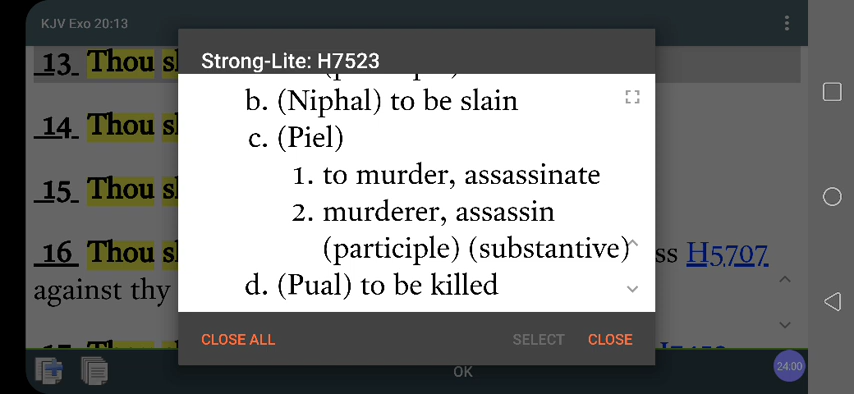 KJV Exo 20:13
Strong-Lite: H7523
13 Thou
b. (Niphal) to be slain
14 Thou
c. (Piel)
1. to murder, assassinate
15 Thou
2. murderer, assassin
16 Thou
(participle) (substantive)
ss H5707
against thy
d. (Pual) to be killed
Thou
CLOSE ALL
SELECT
CLOSE
OK
24:00